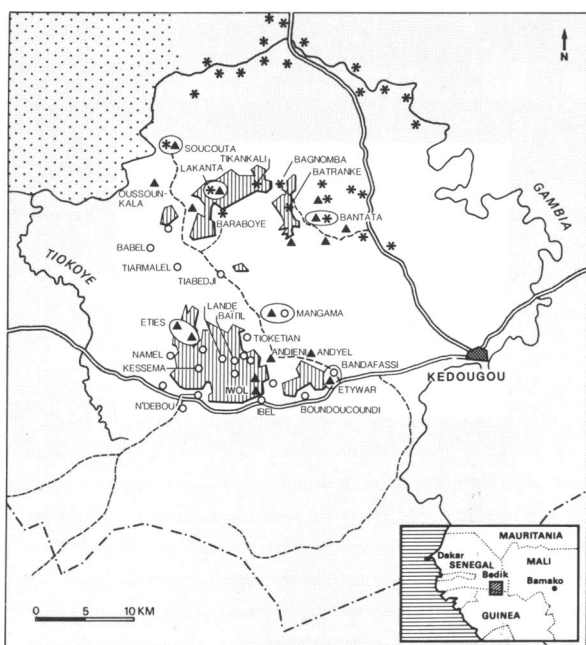 N
SOUCOUTA
TIKANKALI
BAGNOMBA
LAKANTA
BATRANKE
OUSSOUN-
KALA
BANTATA
GAMBIA
BARABOYE
TIOKOYE
BABEL
TIARMALEL
TIABEDJI
LANDE
MANGAMA
BAÏTIL
ETIES
TIOKETIAN
NAMEL
ANDIENI
ANDYEL
BANDAFASSI
KESSEMA
KEDOUGOU
IWOL
ETYWAR
N'DEBOU
IBEL
BOUNDOUCOUNDI
MAURITANIA
Dakar
MALI
SENEGAL
Bedik
Bamako
GUINEA
0 5 10 KM